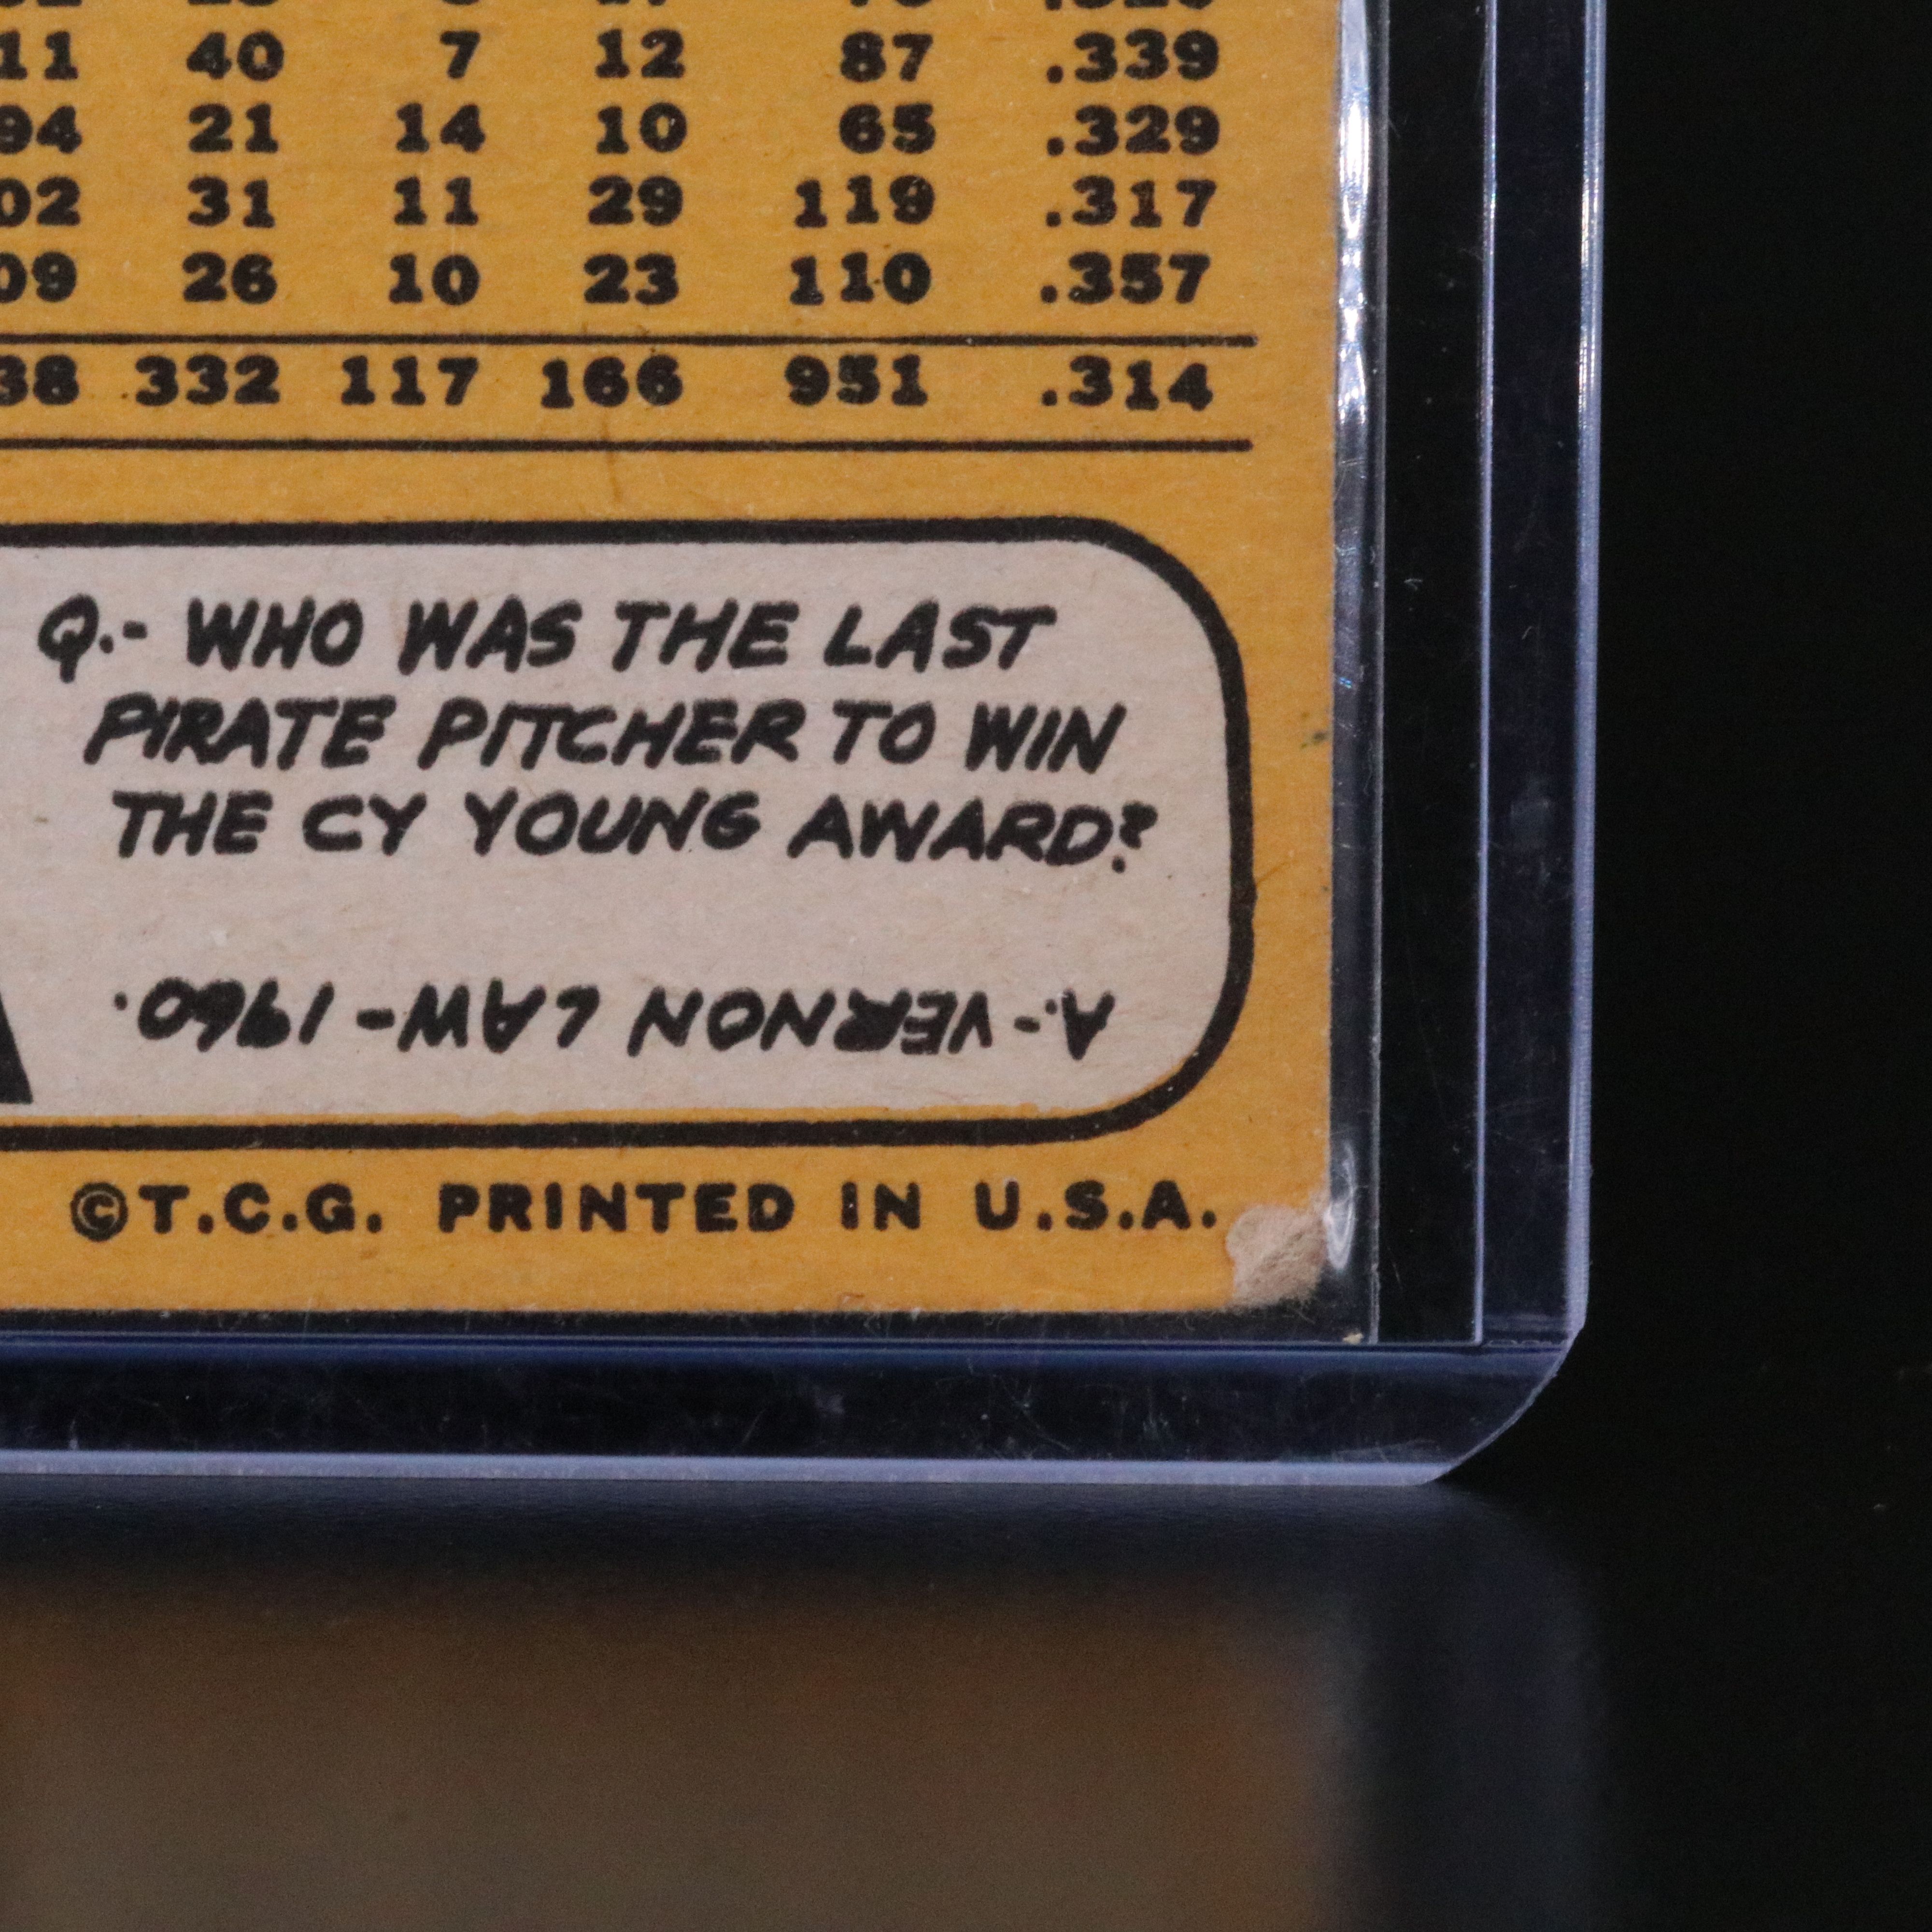 11 40 7 12 87 .339
94 21 14 10 65 .329
02 31 11 29 119 .317
09 26 10 23 110 .357
38 332 117 166 951 .314
Q.- WHO WAS THE LAST
PIRATE PITCHER TO WIN
THE CY YOUNG AWARD?
A.- VERNON LAW- 1960.
©T.C.G. PRINTED IN U.S.A.